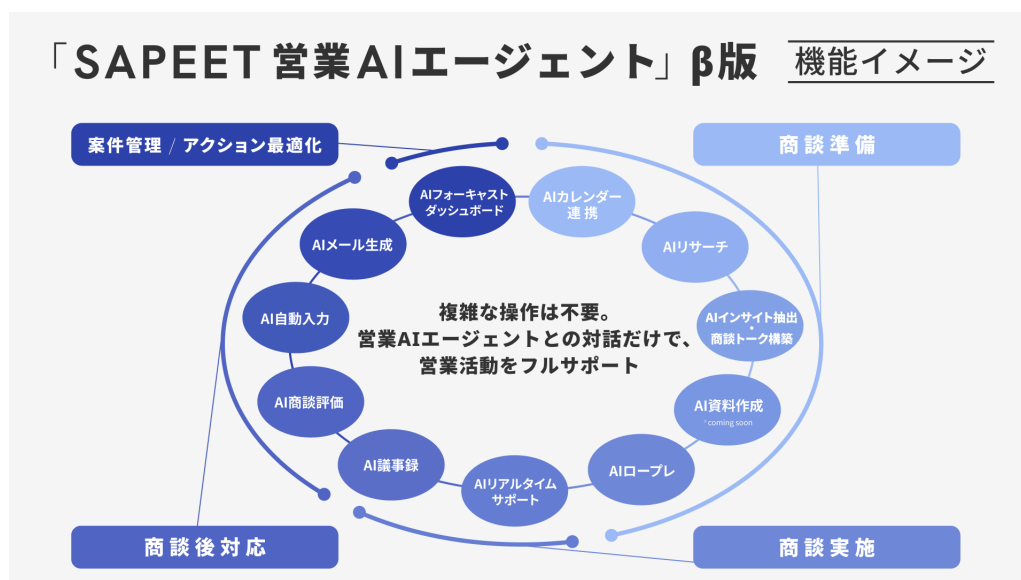 「SAPEET 営業AIエージェント」β版
機能イメージ
案件管理 / アクション最適化
商談準備
AIフォーキャスト
ダッシュボード
AIカレンダー
連携
AIメール生成
AIリサーチ
AI自動入力
AIインサイト抽出
・
商談トーク構築
複雑な操作は不要。
営業AIエージェントとの対話だけで、
営業活動をフルサポート
AI商談評価
AI資料作成
* coming soon
AI議事録
AIロープレ
AIリアルタイム
サポート
商談後対応
商談実施